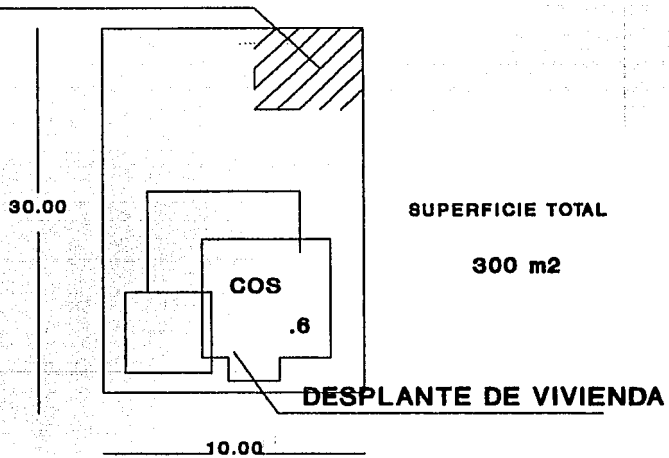 30.00
SUPERFICIE TOTAL
300 m2
COS
.6
DESPLANTE DE VIVIENDA
10.00